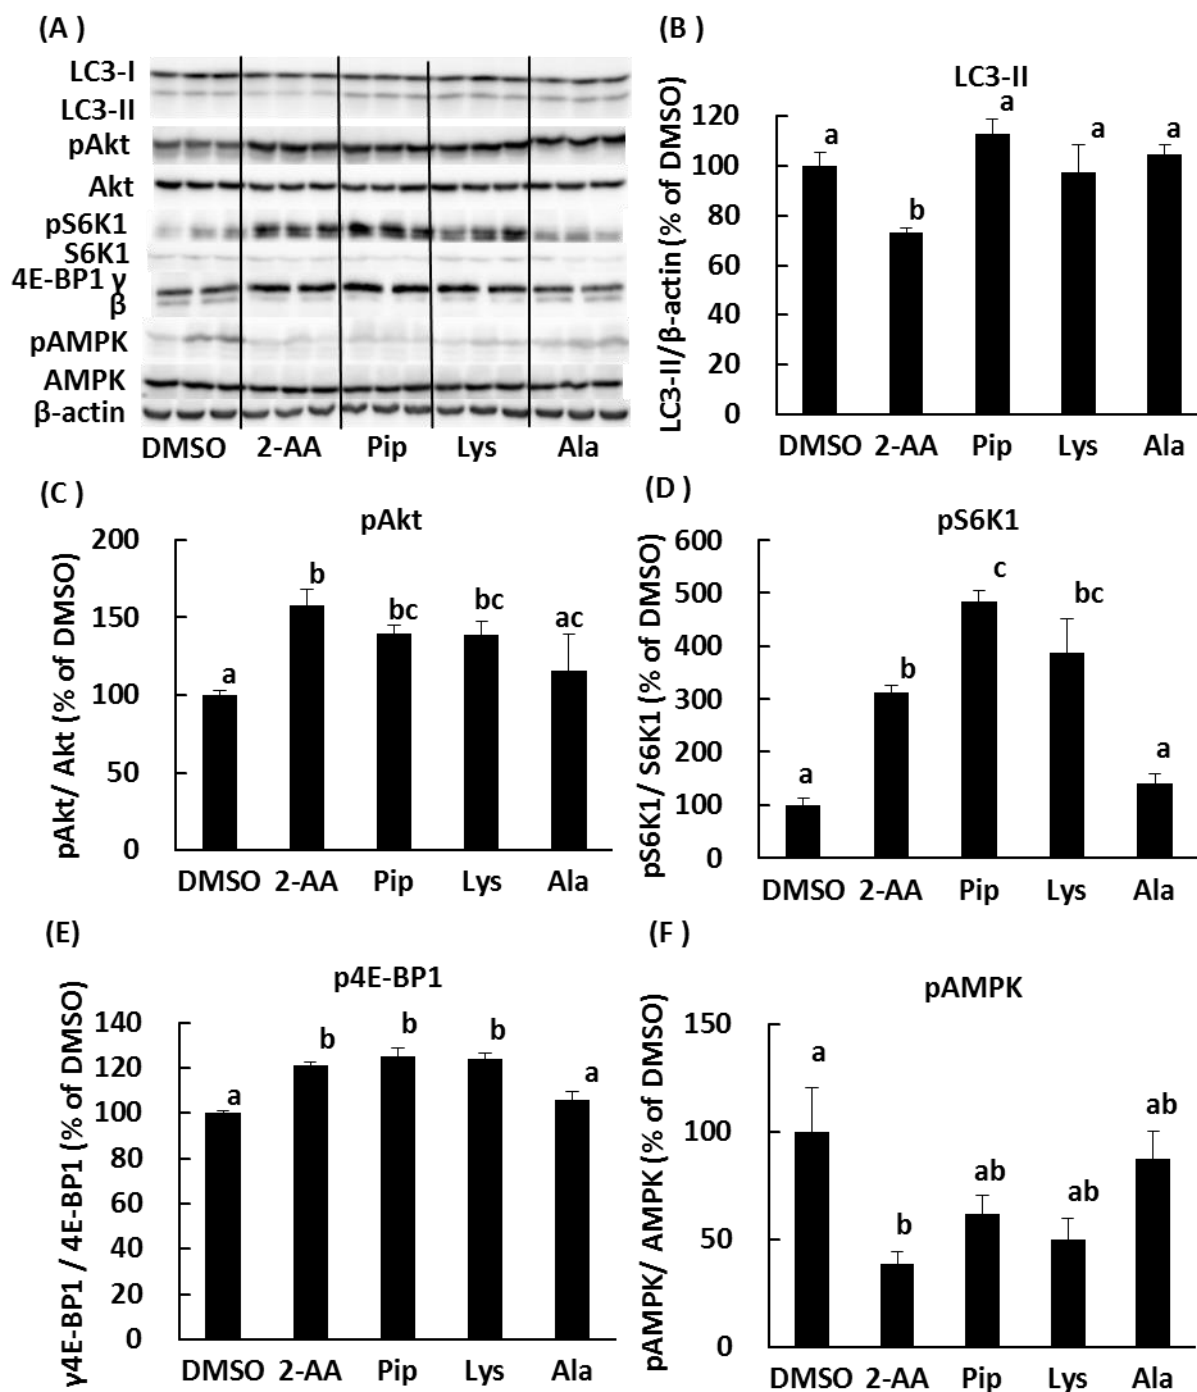 (A )
LC3-I
LC3-II
pAkt
Akt
pS6K1
S6K1
4E-BP1 γ
β
pAMPK
AMPK
β-actin
DMSO 2-AA Pip Lys Ala
(B )
LC3-II
LC3-II/β-actin (% of DMSO)
120
100
80
60
40
20
0
a
b
a
a
a
DMSO 2-AA Pip Lys Ala
(C )
pAkt
pAkt/ Akt (% of DMSO)
200
150
100
50
0
a
b
bc
bc
ac
DMSO 2-AA Pip Lys Ala
(D )
pS6K1
pS6K1/ S6K1 (% of DMSO)
600
500
400
300
200
100
0
a
b
c
bc
a
DMSO 2-AA Pip Lys Ala
(E)
p4E-BP1
γ4E-BP1 / 4E-BP1 (% of DMSO)
140
120
100
80
60
40
20
0
a
b
b
b
a
DMSO 2-AA Pip Lys Ala
(F )
pAMPK
pAMPK/ AMPK (% of DMSO)
150
100
50
0
a
b
ab
ab
ab
DMSO 2-AA Pip Lys Ala